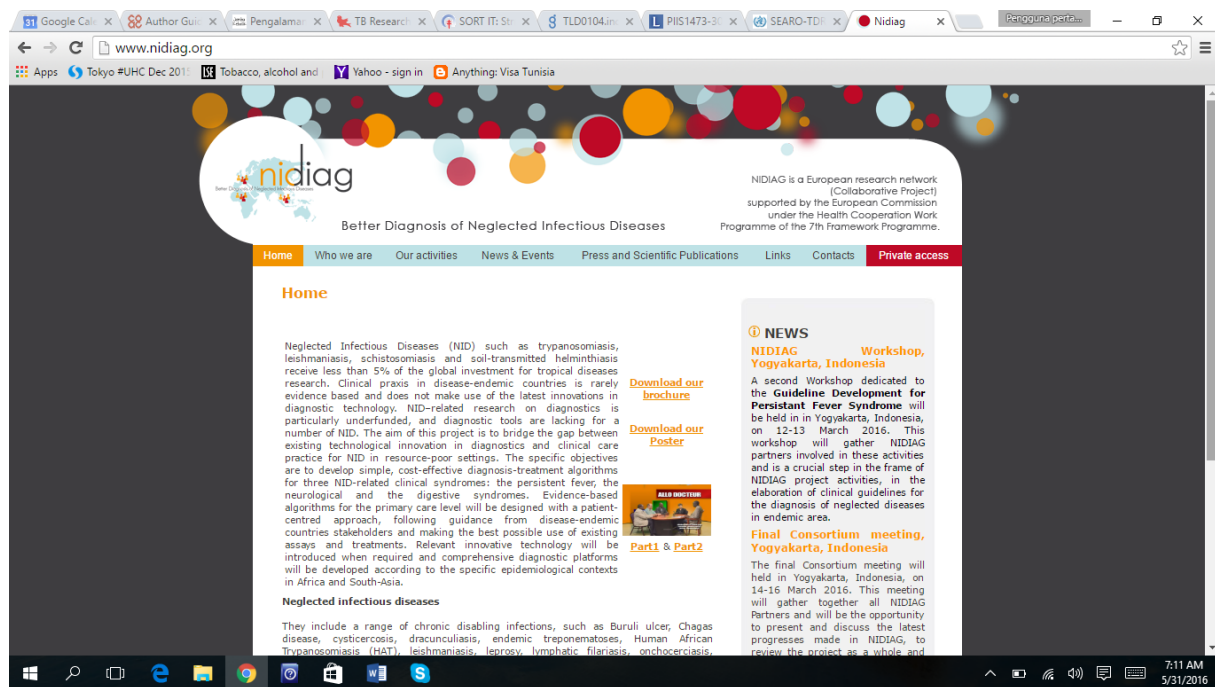 31 Google Cale
Author Guid
Pengalamar
TB Research
SORT IT: Str
TLD0104.in
PIIS1473-30
SEARO-TDR
Nidiag
Pengguna perta...
www.nidiag.org
Apps
Tokyo #UHC Dec 201
LSE Tobacco, alcohol and
Yahoo - sign in
Anything: Visa Tunisia
nidiag
Better Diagnosis of Neglected Infectious Diseases
Better Diagnosis of Neglected Infectious Diseases
NIDIAG is a European research network
(Collaborative Project)
supported by the European Commission
under the Health Cooperation Work
Programme of the 7th Framework Programme.
Home Who we are Our activities News & Events Press and Scientific Publications Links Contacts Private access
Home
Neglected Infectious Diseases (NID) such as trypanosomiasis,
leishmaniasis, schistosomiasis and soil-transmitted helminthiasis
receive less than 5% of the global investment for tropical diseases
research. Clinical praxis in disease-endemic countries is rarely
evidence based and does not make use of the latest innovations in
diagnostic technology. NID–related research on diagnostics is
particularly underfunded, and diagnostic tools are lacking for a
number of NID. The aim of this project is to bridge the gap between
existing technological innovation in diagnostics and clinical care
practice for NID in resource-poor settings. The specific objectives
are to develop simple, cost-effective diagnosis-treatment algorithms
for three NID-related clinical syndromes: the persistent fever, the
neurological and the digestive syndromes. Evidence-based
algorithms for the primary care level will be designed with a patient-
centred approach, following guidance from disease-endemic
countries stakeholders and making the best possible use of existing
assays and treatments. Relevant innovative technology will be
introduced when required and comprehensive diagnostic platforms
will be developed according to the specific epidemiological contexts
in Africa and South-Asia.
Download our
brochure
Download our
Poster
ALLO DOCTEUR
Part1 & Part2
Neglected infectious diseases
They include a range of chronic disabling infections, such as Buruli ulcer, Chagas
disease, cysticercosis, dracunculiasis, endemic treponematoses, Human African
Trypanosomiasis (HAT), leishmaniasis, leprosy, lymphatic filariasis, onchocerciasis,
NEWS
NIDIAG Workshop,
Yogyakarta, Indonesia
A second Workshop dedicated to
the Guideline Development for
Persistant Fever Syndrome will
be held in in Yogyakarta, Indonesia,
on 12-13 March 2016. This
workshop will gather NIDIAG
partners involved in these activities
and is a crucial step in the frame of
NIDIAG project activities, in the
elaboration of clinical guidelines for
the diagnosis of neglected diseases
in endemic area.
Final Consortium meeting,
Yogyakarta, Indonesia
The final Consortium meeting will
held in Yogyakarta, Indonesia, on
14-16 March 2016. This meeting
will gather together all NIDIAG
Partners and will be the opportunity
to present and discuss the latest
progresses made in NIDIAG, to
review the project as a whole and
7:11 AM
5/31/2016